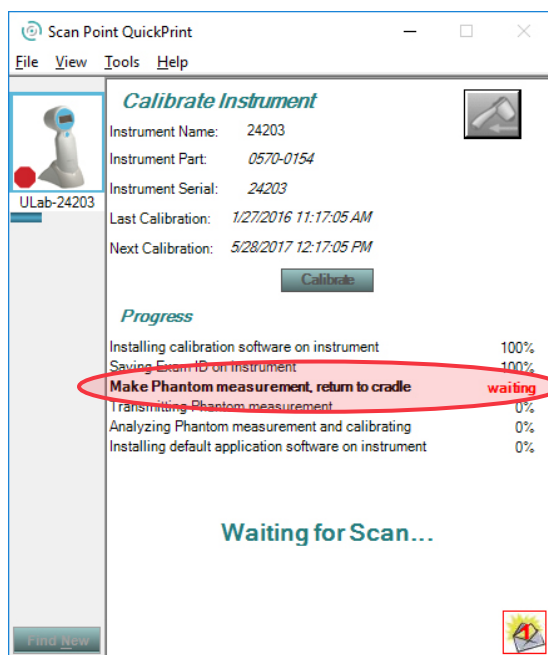 Scan Point QuickPrint
File View Tools Help
Calibrate Instrument
Instrument Name: 24203
Instrument Part: 0570-0154
Instrument Serial: 24203
ULab-24203
Last Calibration: 1/27/2016 11:17:05 AM
Next Calibration: 5/28/2017 12:17:05 PM
Calibrate
Progress
Installing calibration software on instrument 100%
Saving Exam ID on instrument 100%
Make Phantom measurement, return to cradle waiting
Transmitting Phantom measurement 0%
Analyzing Phantom measurement and calibrating 0%
Installing default application software on instrument 0%
Waiting for Scan...
Find New
1